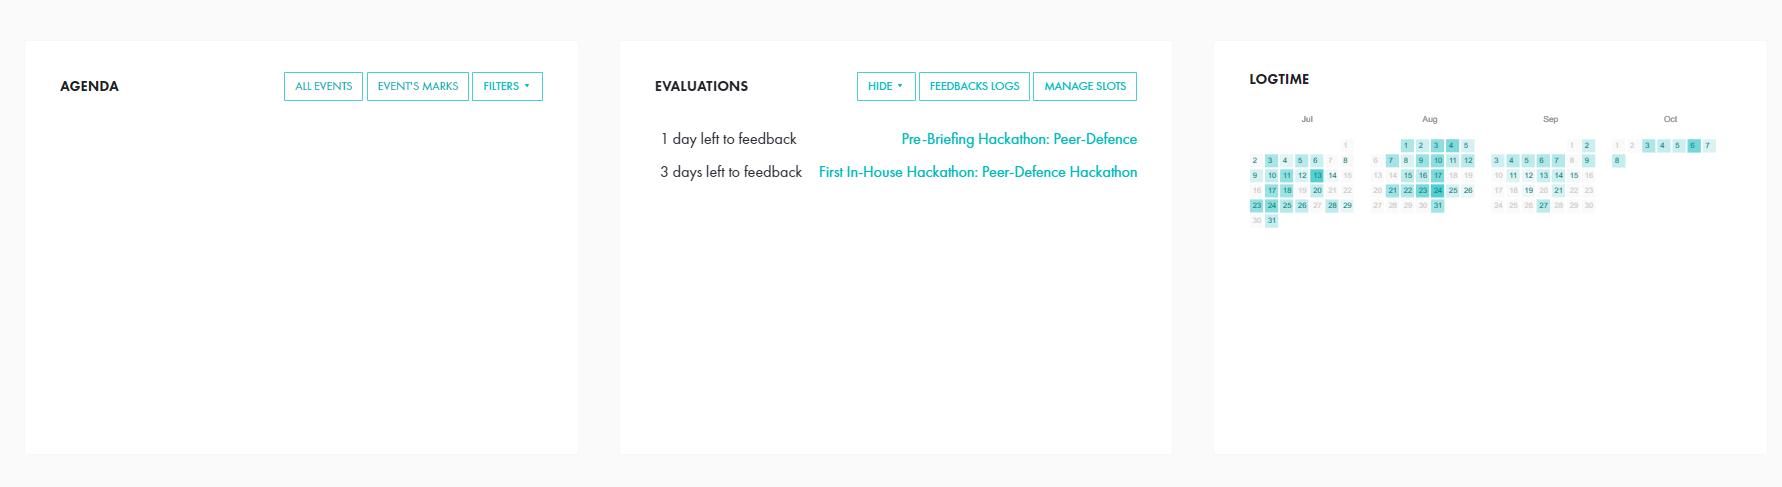 AGENDA
ALL EVENTS
EVENT'S MARKS
FILTERS
EVALUATIONS
HIDE
FEEDBACKS LOGS
MANAGE SLOTS
1 day left to feedback Pre-Briefing Hackathon: Peer-Defence
3 days left to feedback First In-House Hackathon: Peer-Defence Hackathon
LOGTIME
Jul
1
2 3 4 5 6 7 8
9 10 11 12 13 14 15
16 17 18 19 20 21 22
23 24 25 26 27 28 29
30 31
Aug
1 2 3 4 5
6 7 8 9 10 11 12
13 14 15 16 17 18 19
20 21 22 23 24 25 26
27 28 29 30 31
Sep
1 2
3 4 5 6 7 8 9
10 11 12 13 14 15 16
17 18 19 20 21 22 23
24 25 26 27 28 29 30
Oct
1 2 3 4 5 6 7
8